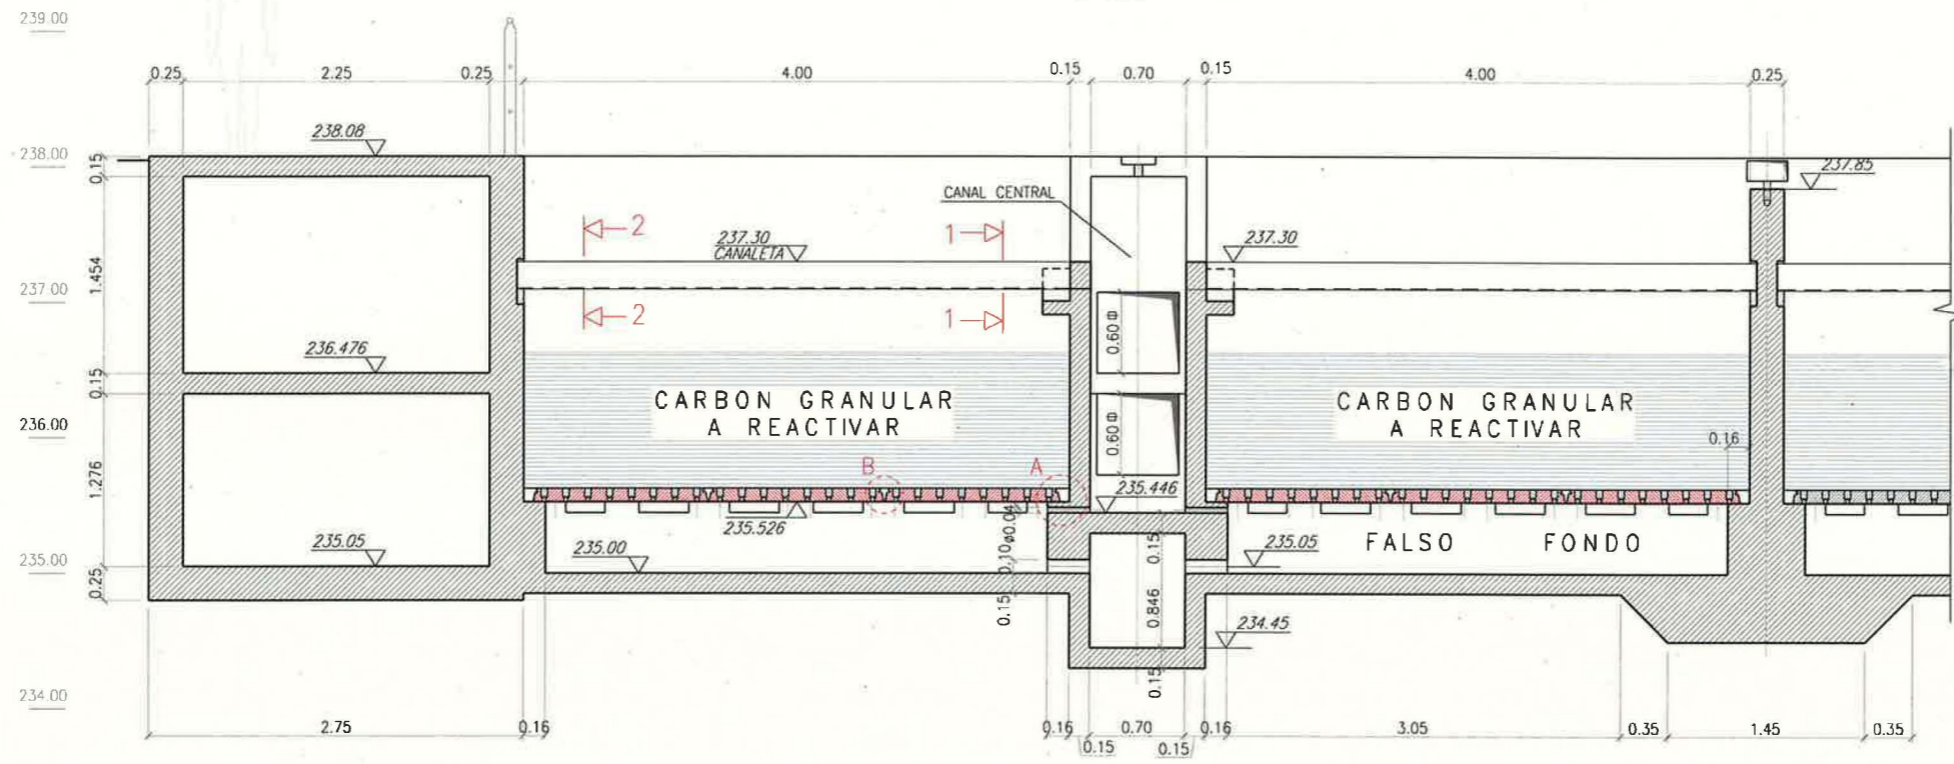 239.00
0.25 2.25 0.25 4.00 0.15 0.70 0.15 4.00 0.25
238.08
238.00
0.15
237.85
CANAL CENTRAL
2
1
237.30
CANALETA
237.30
1.454
237.00
2
1
0.60
236.476
0.15
CARBON GRANULAR
A REACTIVAR
CARBON GRANULAR
A REACTIVAR
236.00
0.60
0.16
B
A
1.276
235.446
235.526
0.10ø0.04
235.05
235.00
0.15
235.05
FALSO FONDO
235.00
0.25
0.15
0.846
234.45
0.15
234.00
2.75 0.16 0.16 0.70 0.16 3.05 0.35 1.45 0.35
0.15 0.15